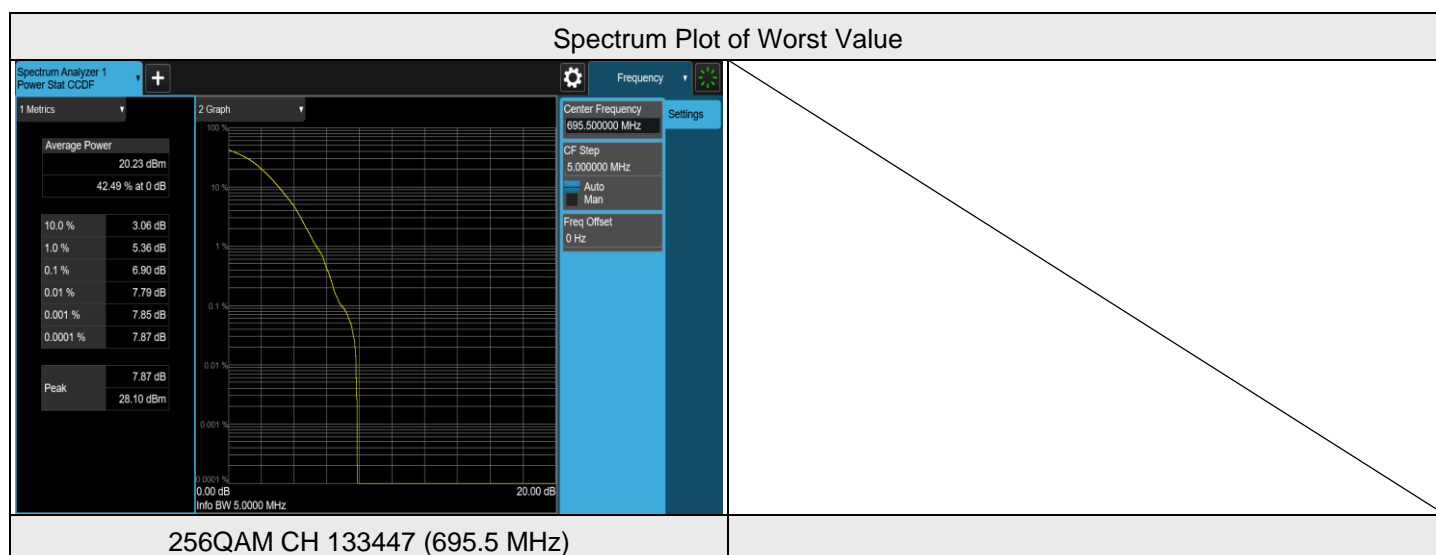 Spectrum Plot of Worst Value
Spectrum Analyzer 1
Power Stat CCDF
+
Frequency
1 Metrics
Average Power
20.23 dBm
42.49 % at 0 dB
10.0 % 3.06 dB
1.0 % 5.36 dB
0.1 % 6.90 dB
0.01 % 7.79 dB
0.001 % 7.85 dB
0.0001 % 7.87 dB
Peak 7.87 dB
28.10 dBm
2 Graph
100 %
10 %
1 %
0.1 %
0.01 %
0.001 %
0.0001 %
0.00 dB 20.00 dB
Info BW 5.0000 MHz
Center Frequency
695.500000 MHz
CF Step
5.000000 MHz
Auto
Man
Freq Offset
0 Hz
Settings
256QAM CH 133447 (695.5 MHz)